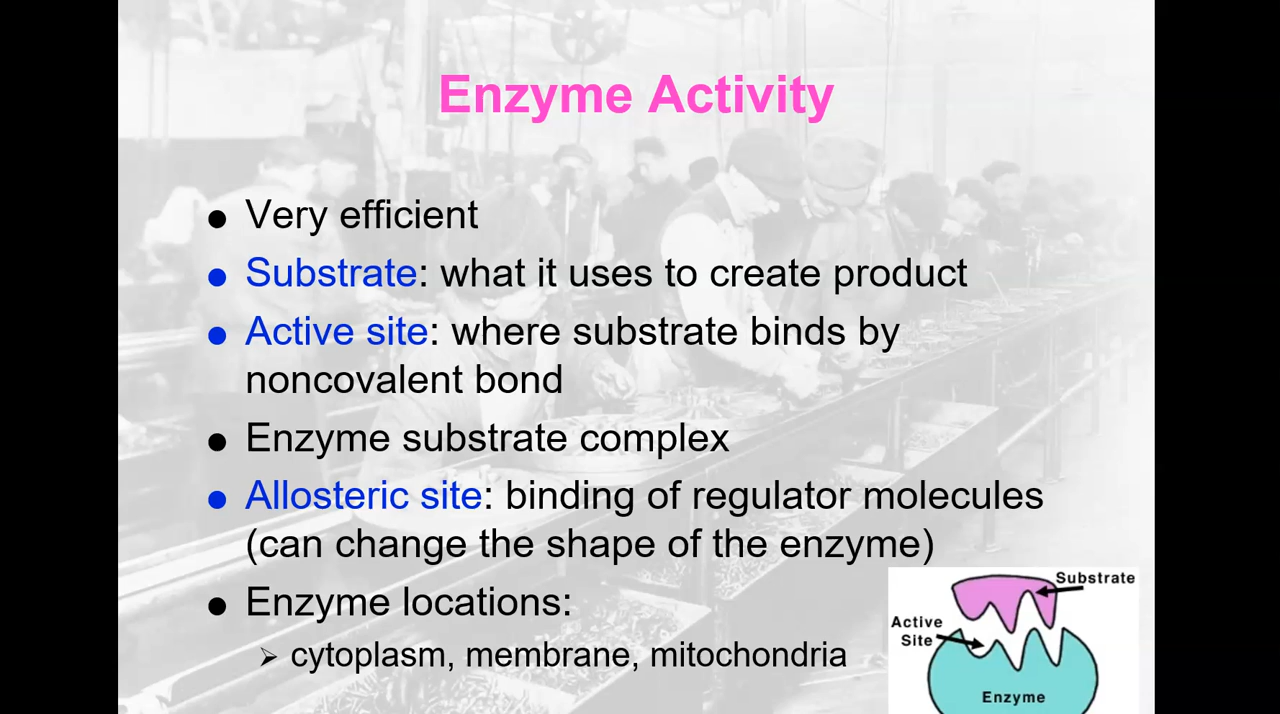 Enzyme Activity
● Very efficient
● Substrate: what it uses to create product
● Active site: where substrate binds by
noncovalent bond
● Enzyme substrate complex
● Allosteric site: binding of regulator molecules
(can change the shape of the enzyme)
● Enzyme locations:
➢ cytoplasm, membrane, mitochondria
Substrate
Active
Site
Enzyme